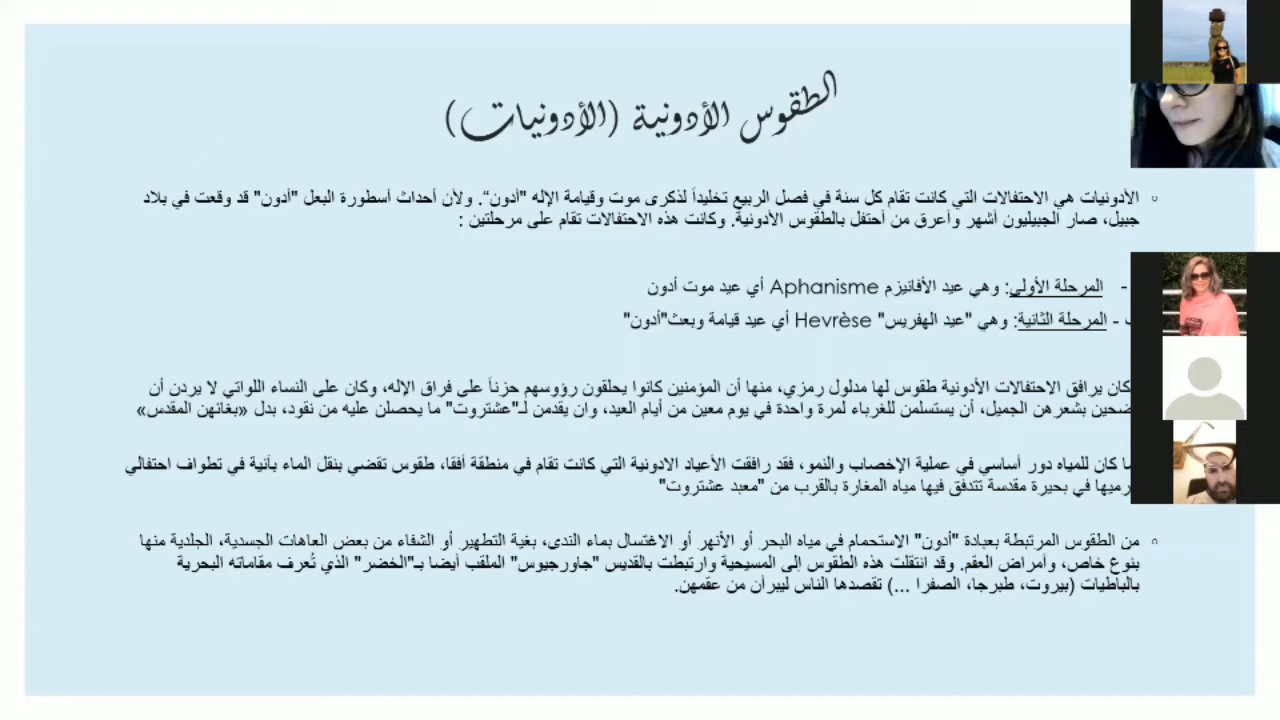 الطقوس الأدونية (الأدونيات)
الأدونيات هي الاحتفالات التي كانت تقام كل سنة في فصل الربيع تخليداً لذكرى موت وقيامة الإله "أدون". ولأن أحداث أسطورة البعل "أدون" قد وقعت في بلاد
جبيل، صار الجبيليون أشهر وأعرق من أحتفل بالطقوس الأدونية. وكانت هذه الاحتفالات تقام على مرحلتين :
- المرحلة الأولى: وهي عيد الأفانيزم Aphanisme أي عيد موت أدون
- المرحلة الثانية: وهي "عيد الهفريس" Hevrèse أي عيد قيامة وبعث"أدون"
كان يرافق الاحتفالات الأدونية طقوس لها مدلول رمزي، منها أن المؤمنين كانوا يحلقون رؤوسهم حزناً على فراق الإله، وكان على النساء اللواتي لا يردن أن
بشعرهن الجميل، أن يستسلمن للغرباء لمرة واحدة في يوم معين من أيام العيد، وان يقدمن لـ"عشتروت" ما يحصلن عليه من نقود، بدل «بغائهن المقدس»
كان للمياه دور أساسي في عملية الإخصاب والنمو، فقد رافقت الأعياد الادونية التي كانت تقام في منطقة أفقا، طقوس تقضي بنقل الماء بآنية في تطواف احتفالي
في بحيرة مقدسة تتدفق فيها مياه المغارة بالقرب من "معبد عشتروت"
من الطقوس المرتبطة بعبادة "أدون" الاستحمام في مياه البحر أو الأنهر أو الاغتسال بماء الندى، بغية التطهير أو الشفاء من بعض العاهات الجسدية، الجلدية منها
بنوع خاص، وأمراض العقم. وقد انتقلت هذه الطقوس إلى المسيحية وارتبطت بالقديس "جاورجيوس" الملقب أيضا بـ"الخضر" الذي تُعرف مقاماته البحرية
بالباطيات (بيروت، طبرجا، الصفرا ...) تقصدها الناس ليبرأن من عقمهن.